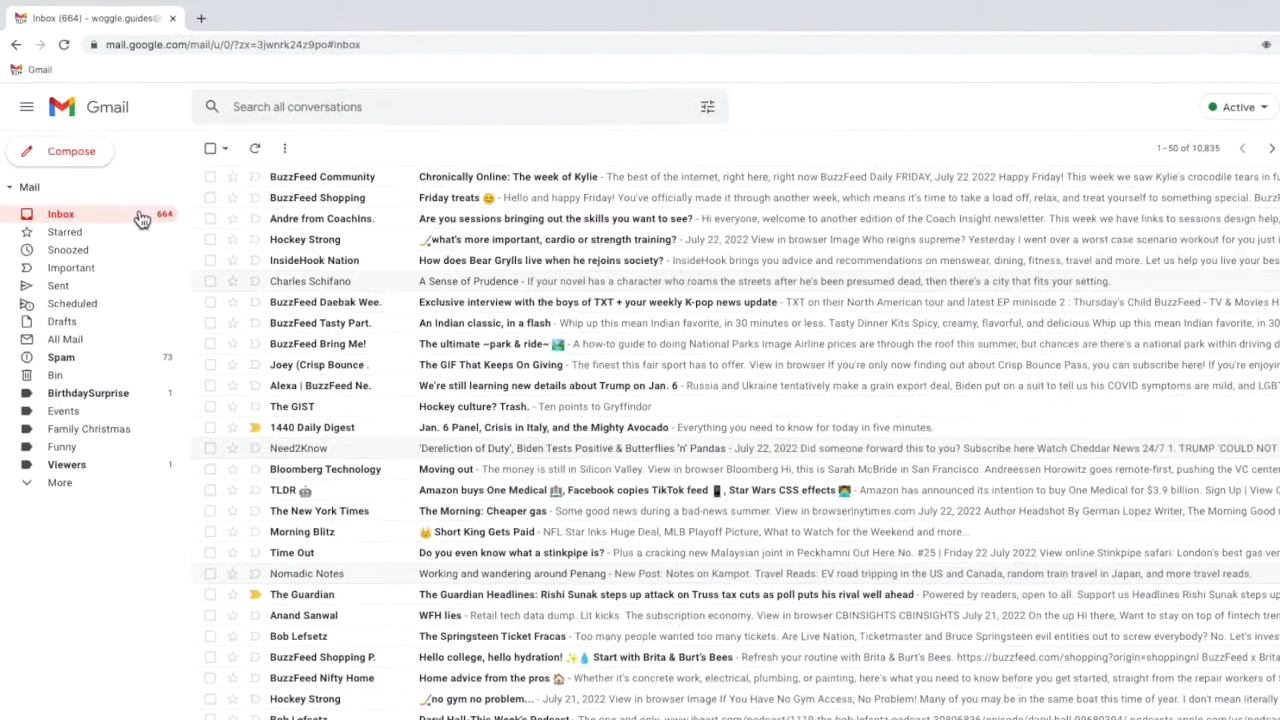 Inbox (664) - woggle.guides@
mail.google.com/mail/u/0/?zx=3jwnrk24z9po#inbox
Gmail
Gmail
Search all conversations
Active
Compose
1–50 of 10,835
Mail
Inbox 664
Starred
Snoozed
Important
Sent
Scheduled
Drafts
All Mail
Spam 73
Bin
BirthdaySurprise 1
Events
Family Christmas
Funny
Viewers 1
More
BuzzFeed Community Chronically Online: The week of Kylie - The best of the internet, right here, right now BuzzFeed Daily FRIDAY, July 22 2022 Happy Friday! This week we saw Kylie's crocodile tears in fu
BuzzFeed Shopping Friday treats 😊 - Hello and happy Friday! You've officially made it through another week, which means it's time to take a load off, relax, and treat yourself to something special. BuzzF
Andre from CoachIns. Are you sessions bringing out the skills you want to see? - Hi everyone, welcome to another edition of the Coach Insight newsletter. This week we have links to sessions design help,
Hockey Strong 🏒what's more important, cardio or strength training? - July 22, 2022 View in browser Image Who reigns supreme? Yesterday I went over a worst case scenario workout for you just i
InsideHook Nation How does Bear Grylls live when he rejoins society? - InsideHook brings you advice and recommendations on menswear, dining, fitness, travel and more. Let us help you live your bes
Charles Schifano A Sense of Prudence - If your novel has a character who roams the streets after he's been presumed dead, then there's a city that fits your setting.
BuzzFeed Daebak Wee. Exclusive interview with the boys of TXT + your weekly K-pop news update - TXT on their North American tour and latest EP minisode 2 : Thursday's Child BuzzFeed - TV & Movies H
BuzzFeed Tasty Part. An Indian classic, in a flash - Whip up this mean Indian favorite, in 30 minutes or less. Tasty Dinner Kits Spicy, creamy, flavorful, and delicious Whip up this mean Indian favorite, in 30
BuzzFeed Bring Me! The ultimate ~park & ride~ 🏞️ - A how-to guide to doing National Parks Image Airline prices are through the roof this summer, but chances are there's a national park within driving d
Joey (Crisp Bounce . The GIF That Keeps On Giving - The finest this fair sport has to offer. View in browser If you're only now finding out about Crisp Bounce Pass, you can subscribe here! If you're enjoyin
Alexa | BuzzFeed Ne. We're still learning new details about Trump on Jan. 6 - Russia and Ukraine tentatively make a grain export deal, Biden put on a suit to tell us his COVID symptoms are mild, and LGBT
The GIST Hockey culture? Trash. - Ten points to Gryffindor
1440 Daily Digest Jan. 6 Panel, Crisis in Italy, and the Mighty Avocado - Everything you need to know for today in five minutes.
Need2Know 'Dereliction of Duty', Biden Tests Positive & Butterflies 'n' Pandas - July 22, 2022 Did someone forward this to you? Subscribe here Watch Cheddar News 24/7 1. TRUMP 'COULD NOT
Bloomberg Technology Moving out - The money is still in Silicon Valley. View in browser Bloomberg Hi, this is Sarah McBride in San Francisco. Andreessen Horowitz goes remote-first, pushing the VC center
TLDR 🤖 Amazon buys One Medical 🏥, Facebook copies TikTok feed 📱, Star Wars CSS effects 👨‍💻 - Amazon has announced its intention to buy One Medical for $3.9 billion. Sign Up | View O
The New York Times The Morning: Cheaper gas - Some good news during a bad-news summer. View in browser|nytimes.com July 22, 2022 Author Headshot By German Lopez Writer, The Morning Good m
Morning Blitz 👑 Short King Gets Paid - NFL Star Inks Huge Deal, MLB Playoff Picture, What to Watch for the Weekend and more...
Time Out Do you even know what a stinkpipe is? - Plus a cracking new Malaysian joint in Peckhamni Out Here No. #25 | Friday 22 July 2022 View online Stinkpipe safari: London's best gas ven
Nomadic Notes Working and wandering around Penang - New Post: Notes on Kampot. Travel Reads: EV road tripping in the US and Canada, random train travel in Japan, and more travel reads.
The Guardian The Guardian Headlines: Rishi Sunak steps up attack on Truss tax cuts as poll puts his rival well ahead - Powered by readers, open to all. Support us Headlines Rishi Sunak steps up
Anand Sanwal WFH lies - Retail tech data dump. Lit kicks. The subscription economy. View in browser CBINSIGHTS CBINSIGHTS July 21, 2022 On the up Hi there, Want to stay on top of fintech tren
Bob Lefsetz The Springsteen Ticket Fracas - Too many people wanted too many tickets. Are Live Nation, Ticketmaster and Bruce Springsteen evil entities out to screw everybody? No. Let's inves
BuzzFeed Shopping P. Hello college, hello hydration! ✨💧 Start with Brita & Burt's Bees - Refresh your routine with Brita & Burt's Bees. https://buzzfeed.com/shopping?origin=shoppingnl BuzzFeed x Brita
BuzzFeed Nifty Home Home advice from the pros 🏠 - Whether it's concrete work, electrical, plumbing, or painting, here's what you need to know before you get started, straight from the repair workers of
Hockey Strong 🏒no gym no problem... - July 21, 2022 View in browser Image If You Have No Gym Access, No Problem! Many of you may be in the same boat this time of year. I don't mean literally